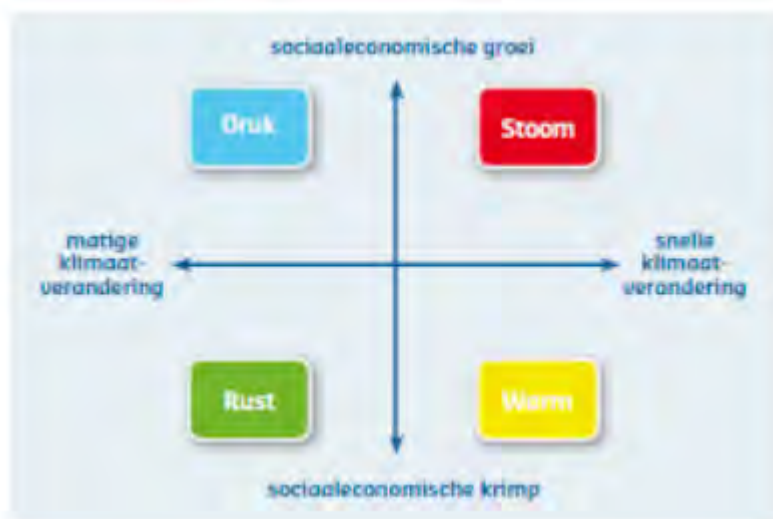 sociaaleconomische groei
Druk
Stoom
matige
klimaat-
verandering
snelle
klimaat-
verandering
Rust
Warm
sociaaleconomische krimp